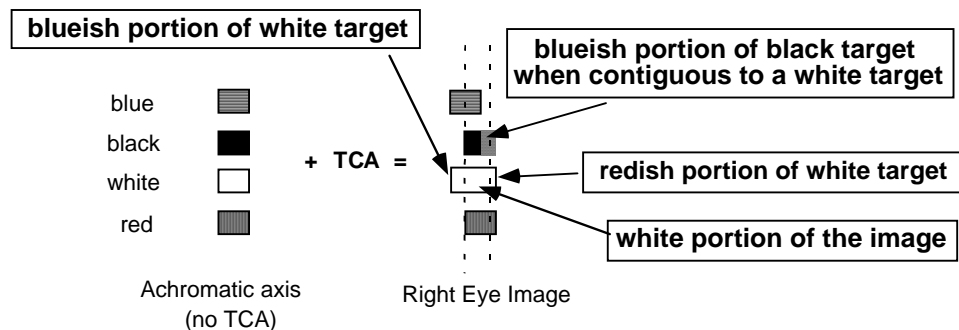 blueish portion of white target
blueish portion of black target
when contiguous to a white target
blue
black
white
red
+ TCA =
redish portion of white target
white portion of the image
Achromatic axis
(no TCA)
Right Eye Image